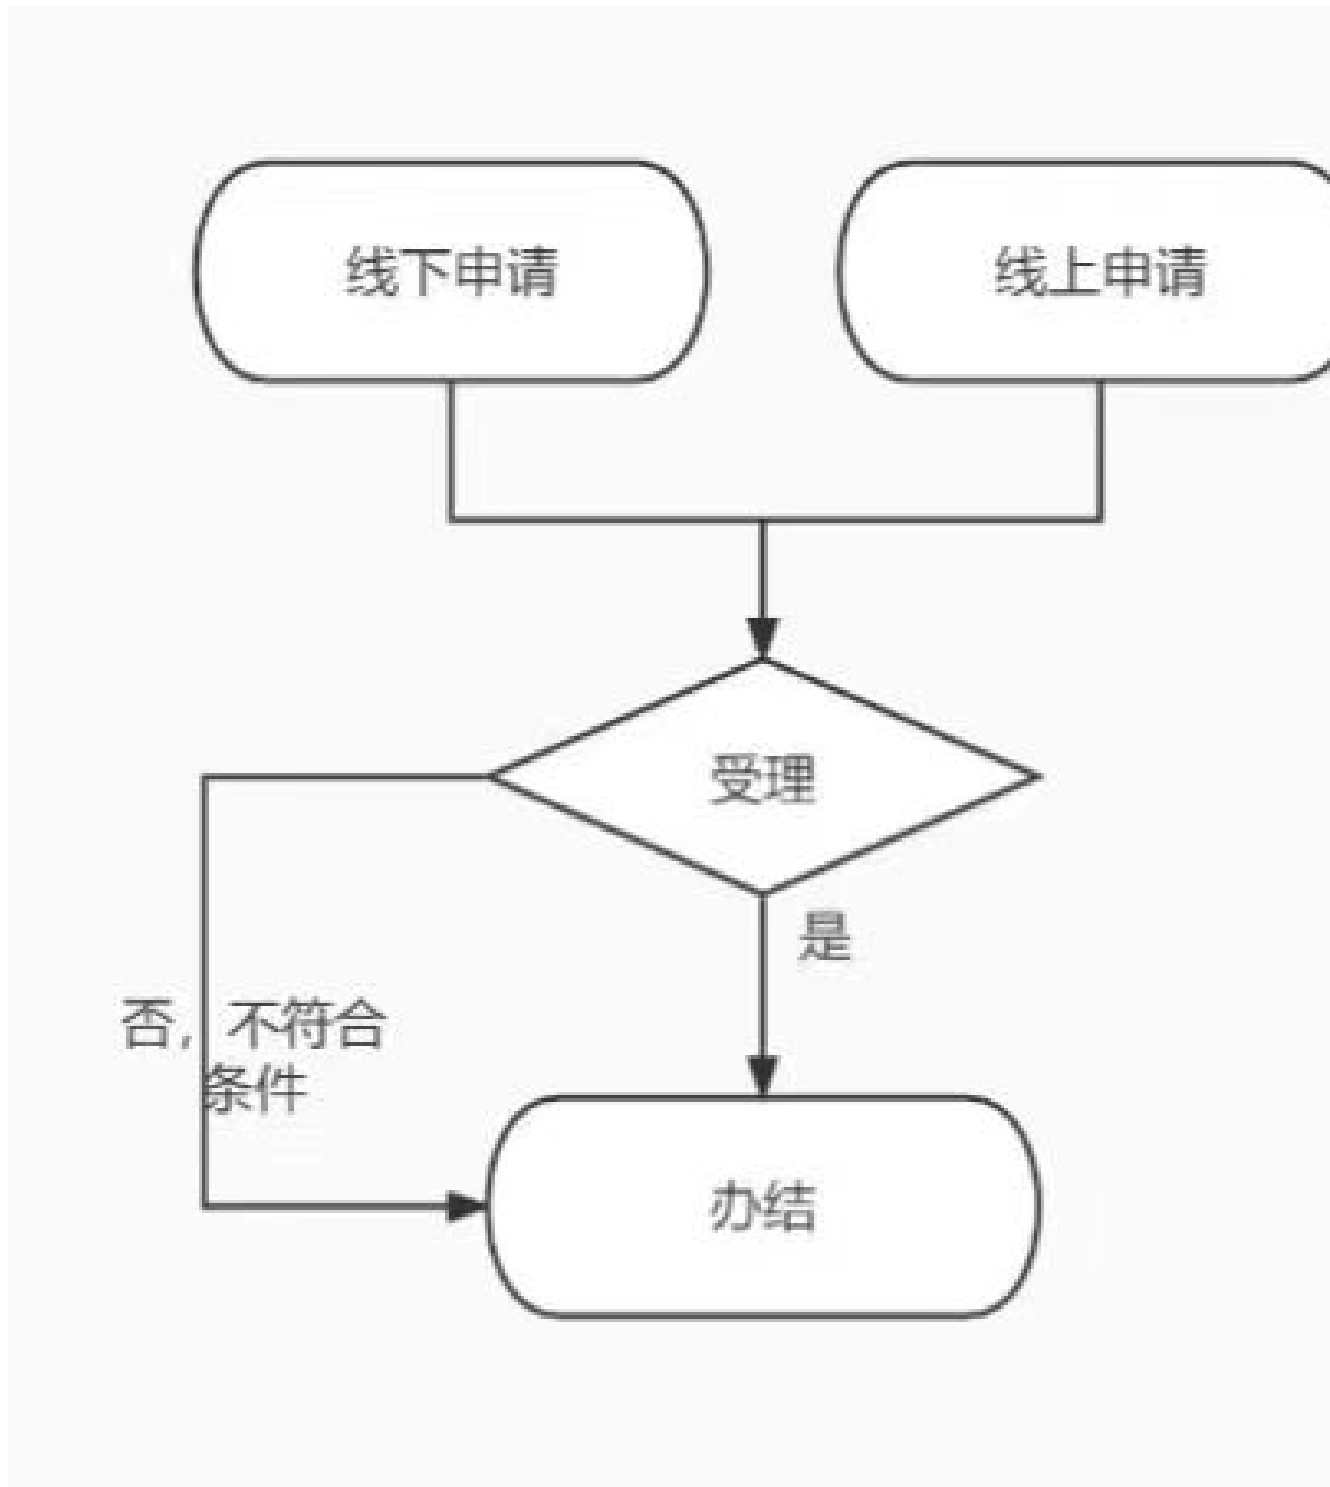 线下申请
线上申请
受理
是
否，不符合
条件
办结